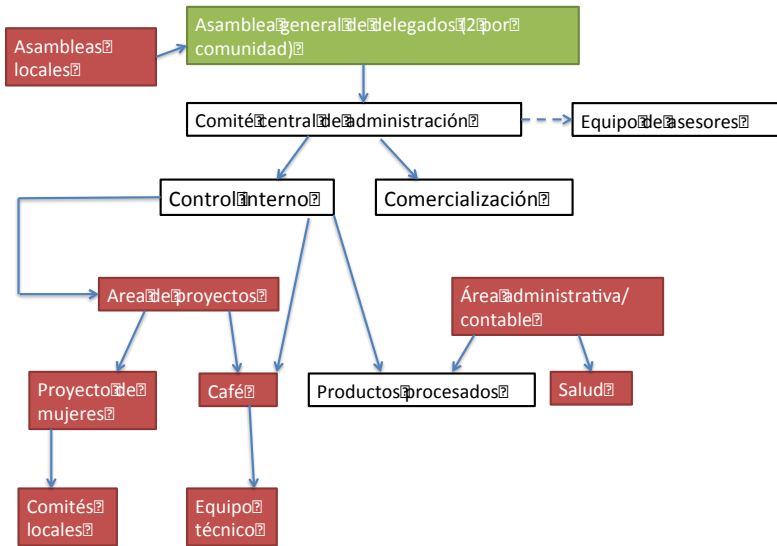 Asamblea general de delegados (2 por
comunidad)
Asambleas
locales
Comité central de administración
Equipo de asesores
Control interno
Comercialización
Area de proyectos
Área administrativa/
contable
Proyecto de
mujeres
Café
Productos procesados
Salud
Comités
locales
Equipo
técnico